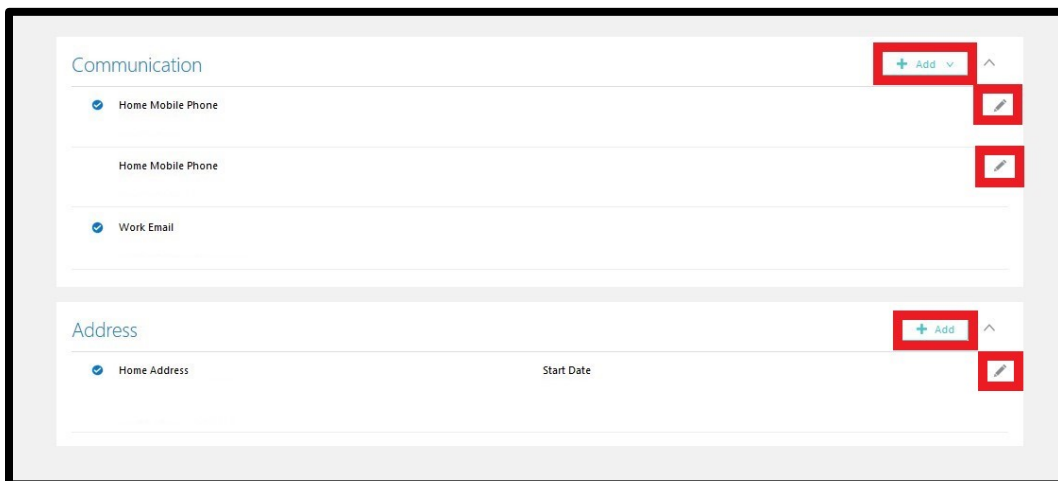 Communication
+ Add
Home Mobile Phone
Home Mobile Phone
Work Email
Address
+ Add
Home Address Start Date